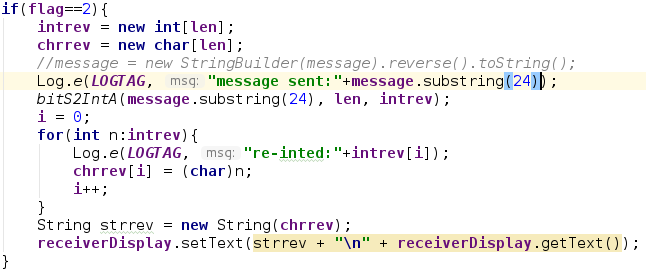 if(flag==2){
    intrev = new int[len];
    chrrev = new char[len];
    //message = new StringBuilder(message).reverse().toString();
    Log.e(LOGTAG, msg: "message sent:"+message.substring(24));
    bitS2IntA(message.substring(24), len, intrev);
    i = 0;
    for(int n:intrev){
        Log.e(LOGTAG, msg: "re-inted:"+intrev[i]);
        chrrev[i] = (char)n;
        i++;
    }
    String strrev = new String(chrrev);
    receiverDisplay.setText(strrev + "\n" + receiverDisplay.getText());
}